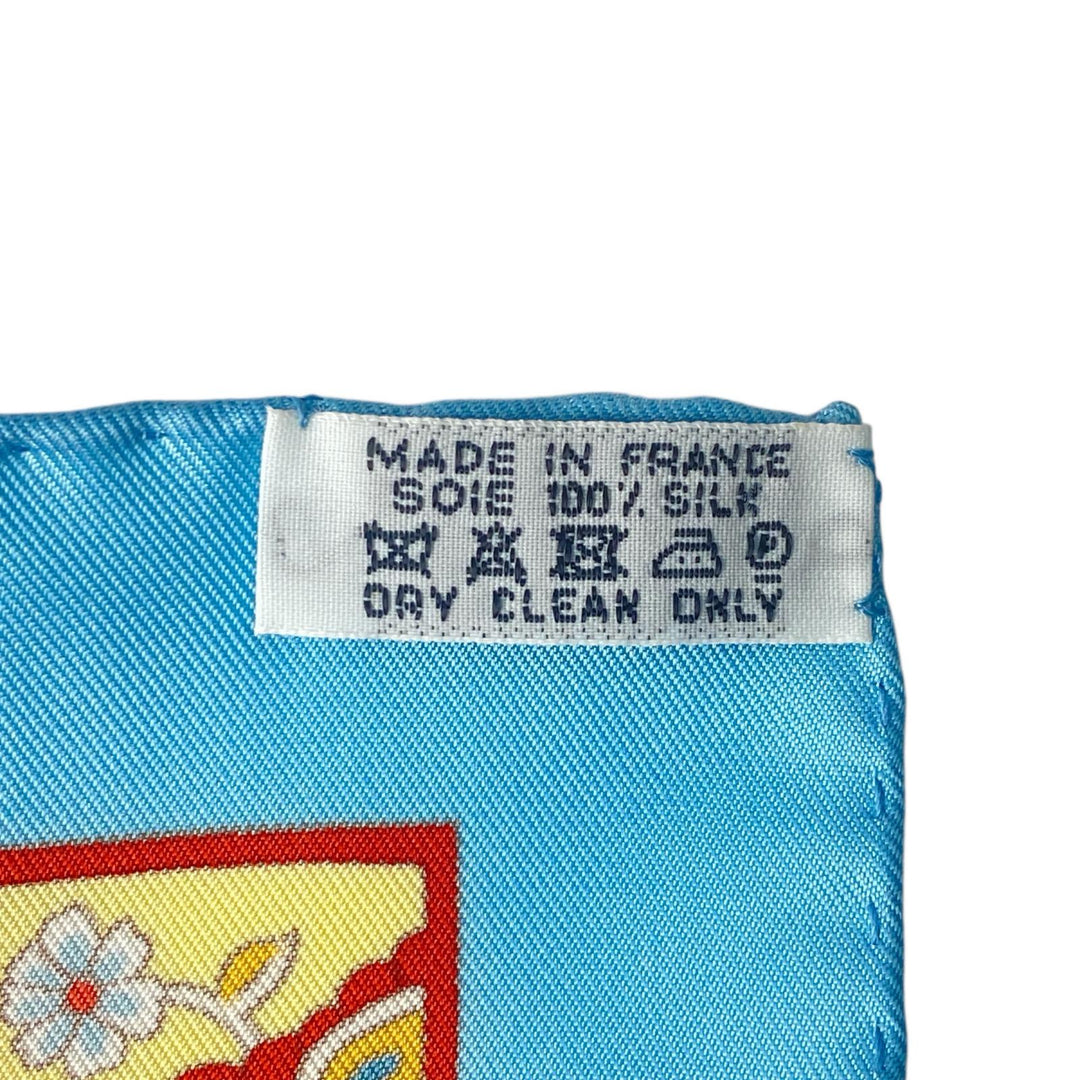 MADE IN FRANCE
SOIE 100% SILK
P
DRY CLEAN ONLY